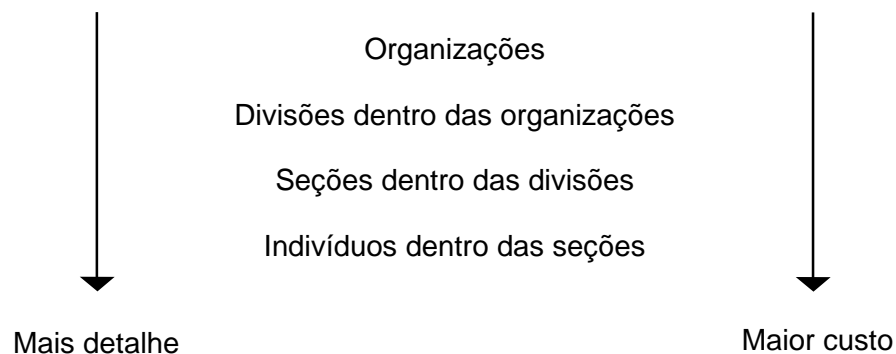 Organizações
Divisões dentro das organizações
Seções dentro das divisões
Indivíduos dentro das seções
Mais detalhe
Maior custo